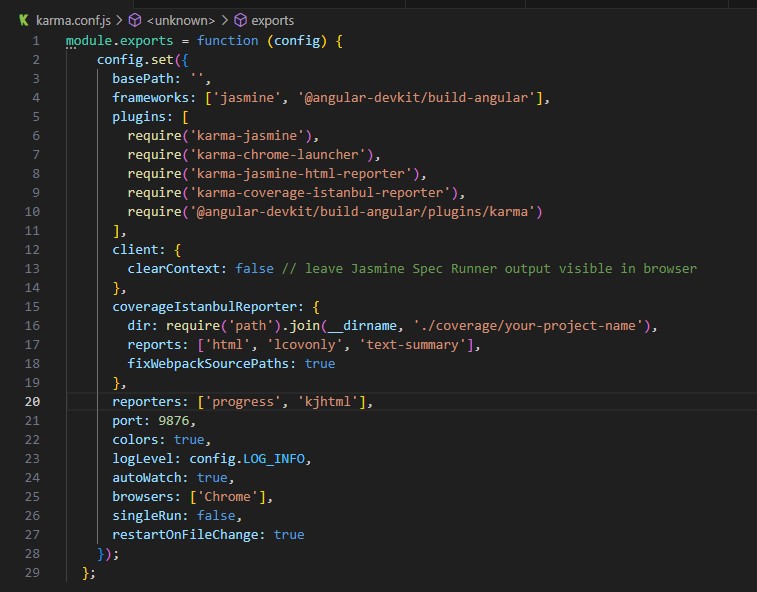 karma.conf.js > <unknown> > exports
1 module.exports = function (config) {
2 config.set({
3 basePath: '',
4 frameworks: ['jasmine', '@angular-devkit/build-angular'],
5 plugins: [
6 require('karma-jasmine'),
7 require('karma-chrome-launcher'),
8 require('karma-jasmine-html-reporter'),
9 require('karma-coverage-istanbul-reporter'),
10 require('@angular-devkit/build-angular/plugins/karma')
11 ],
12 client: {
13 clearContext: false // leave Jasmine Spec Runner output visible in browser
14 },
15 coverageIstanbulReporter: {
16 dir: require('path').join(__dirname, './coverage/your-project-name'),
17 reports: ['html', 'lcovonly', 'text-summary'],
18 fixWebpackSourcePaths: true
19 },
20 reporters: ['progress', 'kjhtml'],
21 port: 9876,
22 colors: true,
23 logLevel: config.LOG_INFO,
24 autoWatch: true,
25 browsers: ['Chrome'],
26 singleRun: false,
27 restartOnFileChange: true
28 });
29 };